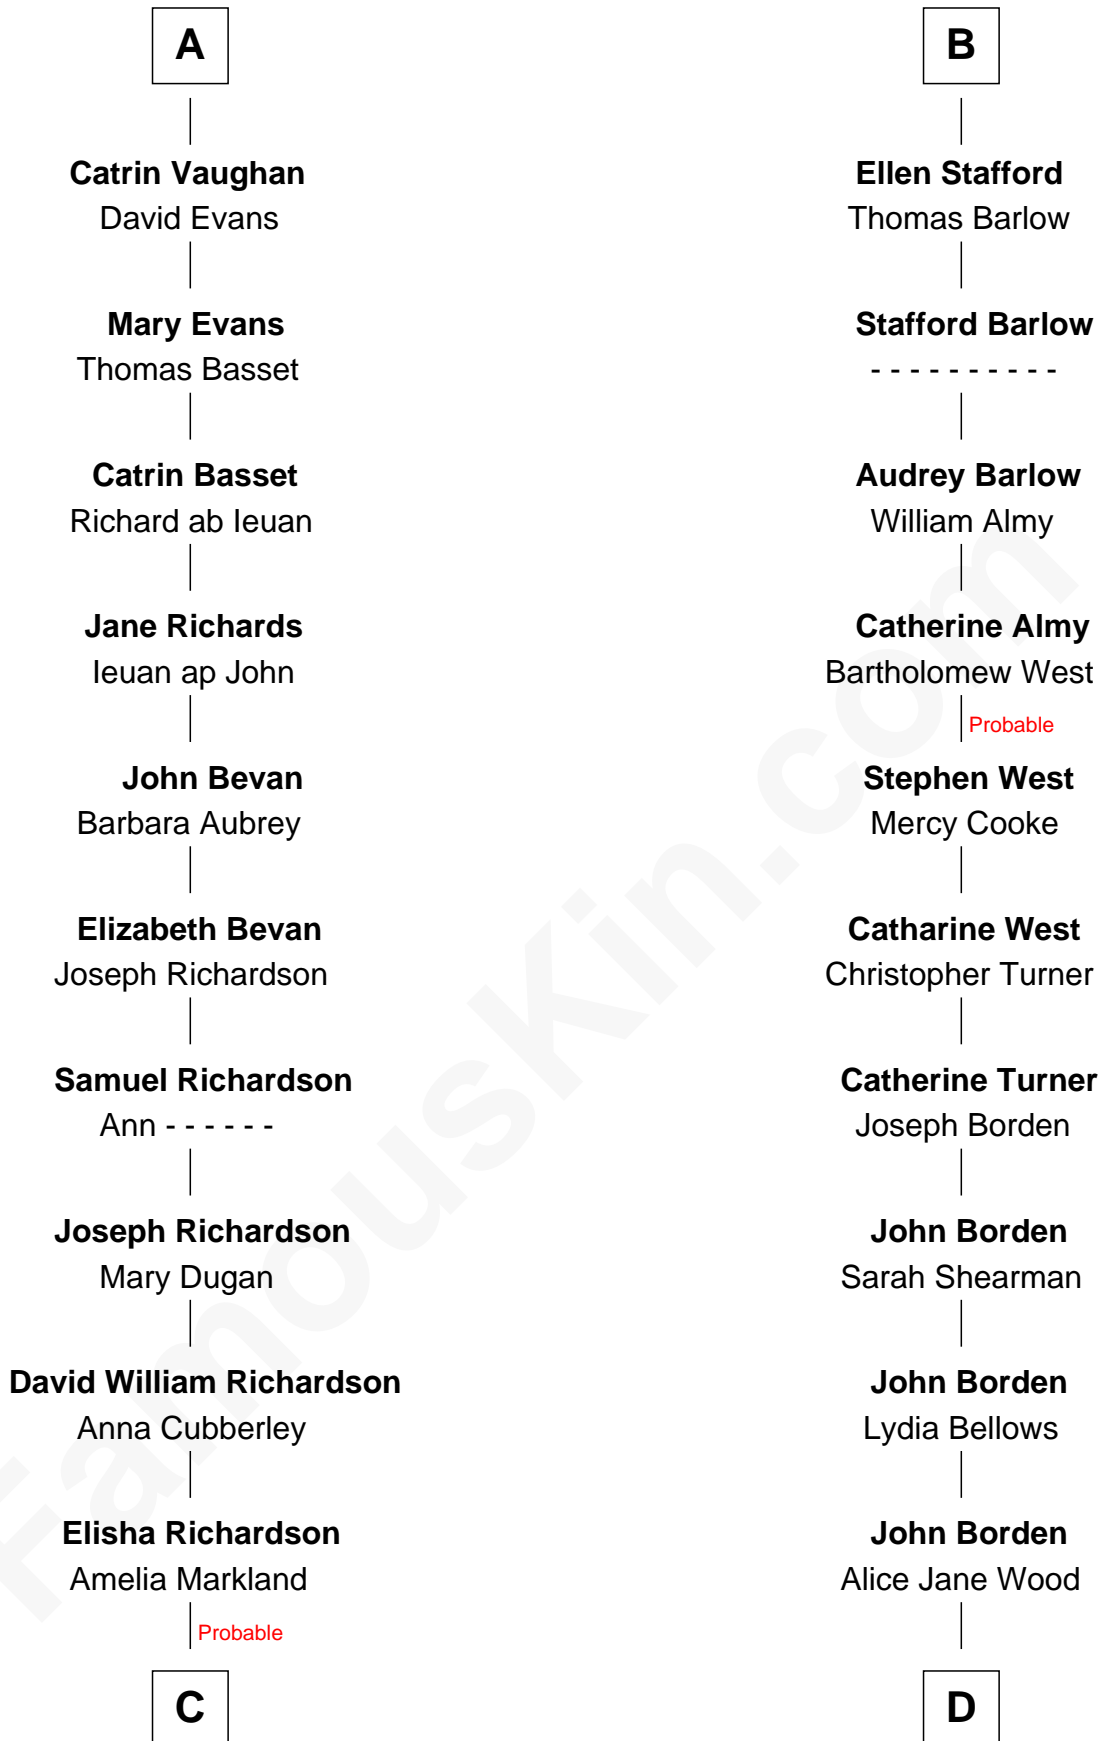 A
Catrin Vaughan
David Evans
Mary Evans
Thomas Basset
Catrin Basset
Richard ab Ieuan
Jane Richards
Ieuan ap John
John Bevan
Barbara Aubrey
Elizabeth Bevan
Joseph Richardson
Samuel Richardson
Ann - - - - - -
Joseph Richardson
Mary Dugan
David William Richardson
Anna Cubberley
Elisha Richardson
Amelia Markland
Probable
C
B
Ellen Stafford
Thomas Barlow
Stafford Barlow
- - - - - - - - - -
Audrey Barlow
William Almy
Catherine Almy
Bartholomew West
Probable
Stephen West
Mercy Cooke
Catharine West
Christopher Turner
Catherine Turner
Joseph Borden
John Borden
Sarah Shearman
John Borden
Lydia Bellows
John Borden
Alice Jane Wood
D
FamousKin.com